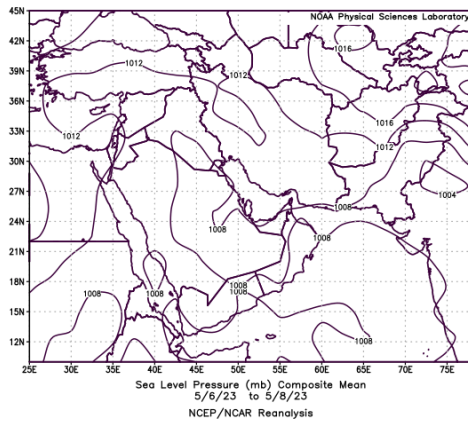 NOAA Physical Sciences Laboratory
45N
42N
39N
36N
33N
30N
27N
24N
21N
18N
15N
12N
1016
1012
1012
1016
1012
1012
1004
1008
1008
1008
1008
1008
1008
1008
1008
25E 30E 35E 40E 45E 50E 55E 60E 65E 70E 75E
Sea Level Pressure (mb) Composite Mean
5/6/23 to 5/8/23
NCEP/NCAR Reanalysis